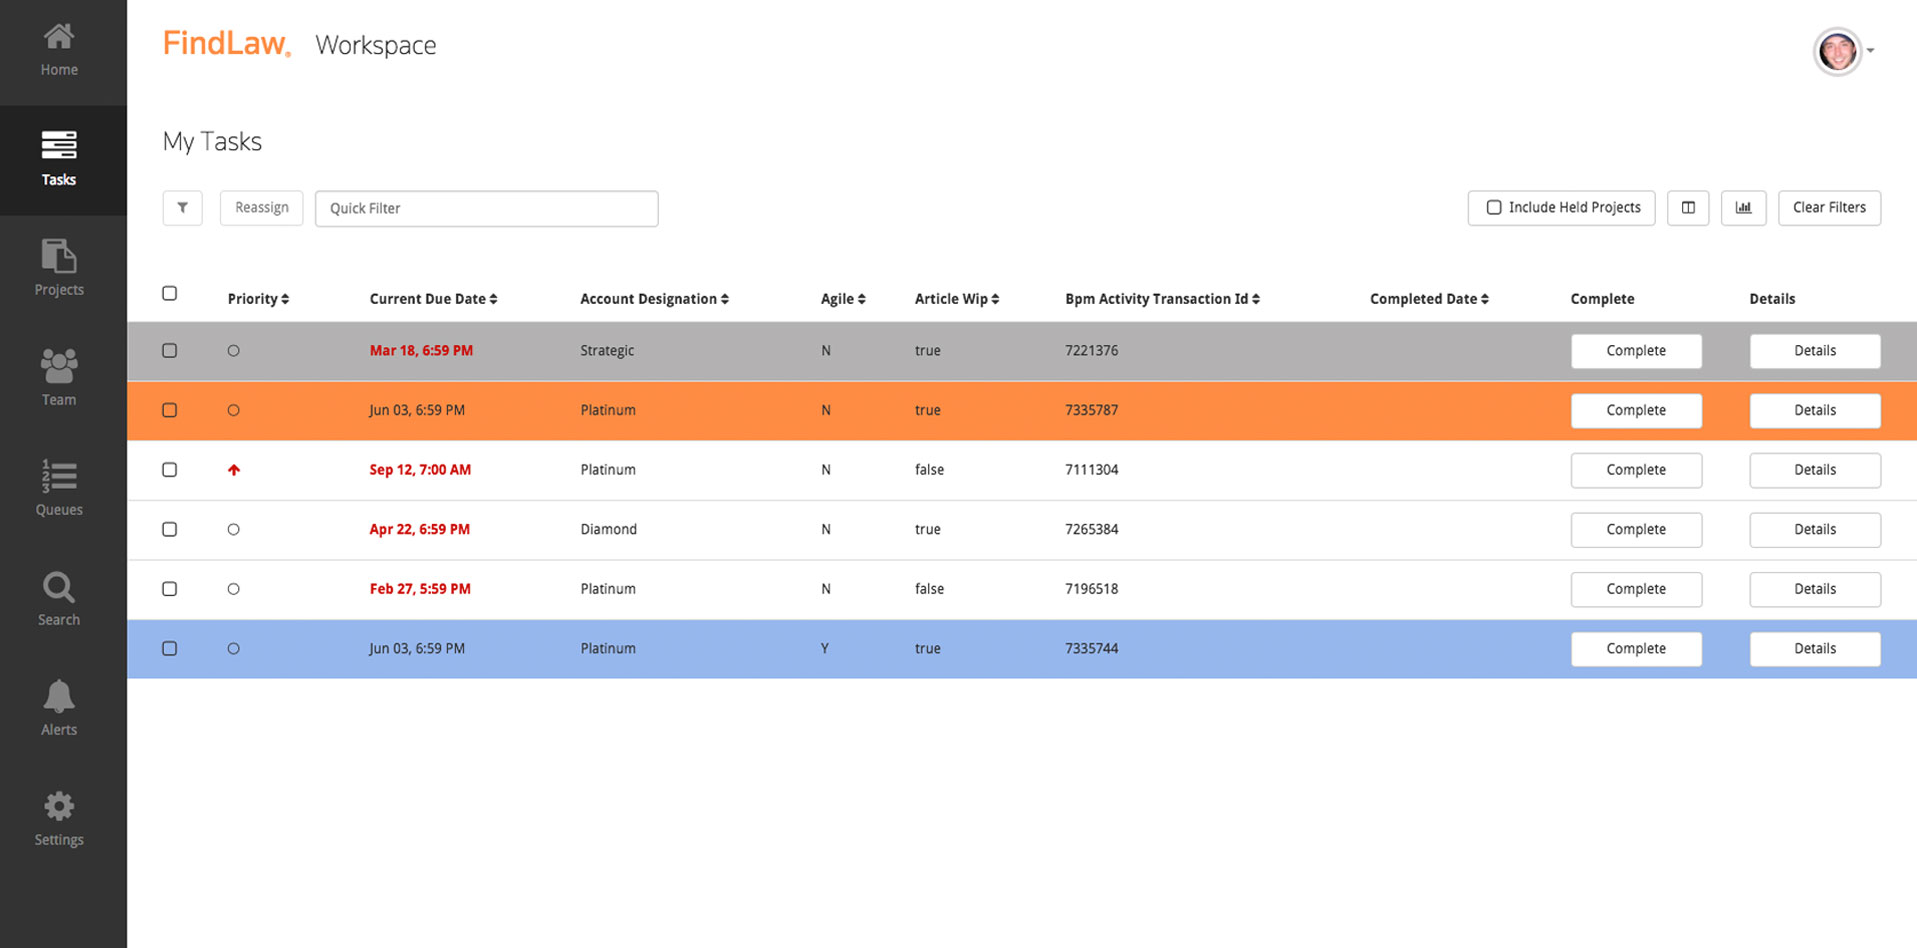 FindLaw. Workspace
Home
Tasks
Projects
Team
Queues
Search
Alerts
Settings
My Tasks
Reassign Quick Filter Include Held Projects Clear Filters
Priority Current Due Date Account Designation Agile Article Wip Bpm Activity Transaction Id Completed Date Complete Details
Mar 18, 6:59 PM Strategic N true 7221376 Complete Details
Jun 03, 6:59 PM Platinum N true 7335787 Complete Details
Sep 12, 7:00 AM Platinum N false 7111304 Complete Details
Apr 22, 6:59 PM Diamond N true 7265384 Complete Details
Feb 27, 5:59 PM Platinum N false 7196518 Complete Details
Jun 03, 6:59 PM Platinum Y true 7335744 Complete Details